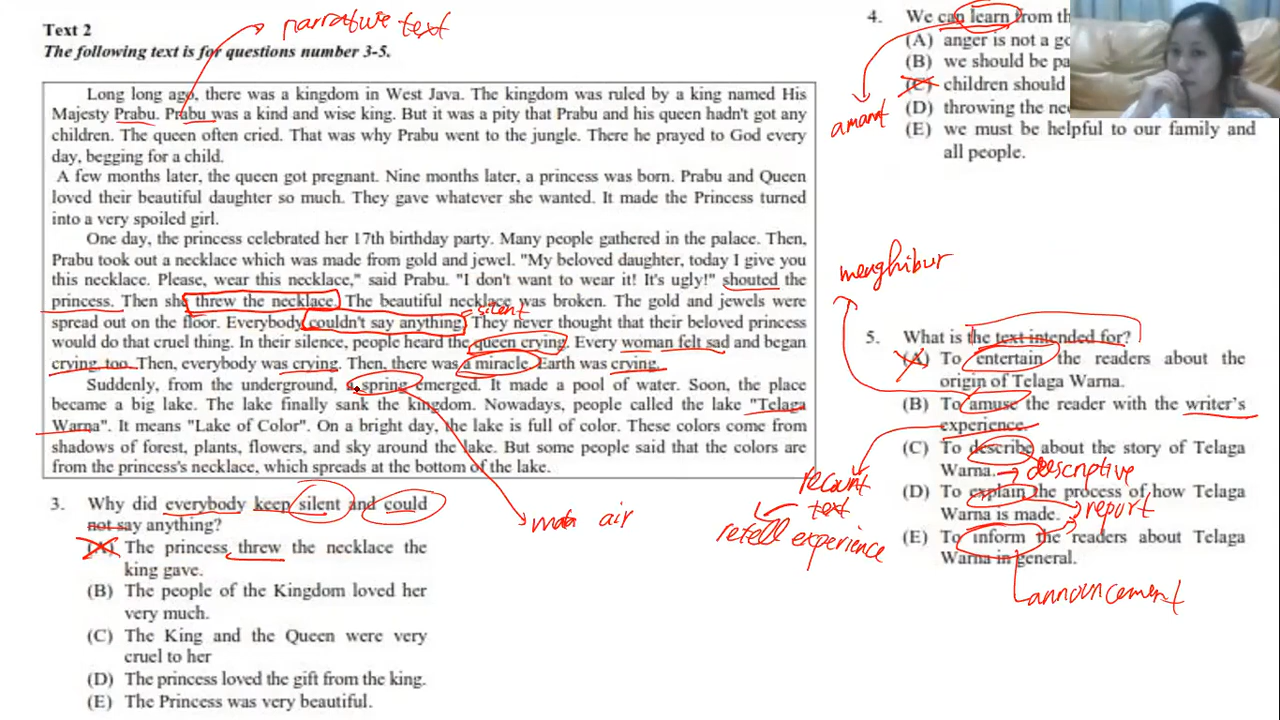 Text 2
narrative text
The following text is for questions number 3-5.
Long long ago, there was a kingdom in West Java. The kingdom was ruled by a king named His
Majesty Prabu. Prabu was a kind and wise king. But it was a pity that Prabu and his queen hadn't got any
children. The queen often cried. That was why Prabu went to the jungle. There he prayed to God every
day, begging for a child.
A few months later, the queen got pregnant. Nine months later, a princess was born. Prabu and Queen
loved their beautiful daughter so much. They gave whatever she wanted. It made the Princess turned
into a very spoiled girl.
One day, the princess celebrated her 17th birthday party. Many people gathered in the palace. Then,
Prabu took out a necklace which was made from gold and jewel. "My beloved daughter, today I give you
this necklace. Please, wear this necklace," said Prabu. "I don't want to wear it! It's ugly!" shouted the
princess. Then she threw the necklace. The beautiful necklace was broken. The gold and jewels were
spread out on the floor. Everybody couldn't say anything. They never thought that their beloved princess
= silent
would do that cruel thing. In their silence, people heard the queen crying. Every woman felt sad and began
crying, too. Then, everybody was crying. Then, there was a miracle. Earth was crying.
Suddenly, from the underground, a spring emerged. It made a pool of water. Soon, the place
became a big lake. The lake finally sank the kingdom. Nowadays, people called the lake "Telaga
Warna". It means "Lake of Color". On a bright day, the lake is full of color. These colors come from
shadows of forest, plants, flowers, and sky around the lake. But some people said that the colors are
from the princess's necklace, which spreads at the bottom of the lake.
air
3. Why did everybody keep silent and could
not say anything?
(A) The princess threw the necklace the
king gave.
(B) The people of the Kingdom loved her
very much.
(C) The King and the Queen were very
cruel to her
(D) The princess loved the gift from the king.
(E) The Princess was very beautiful.
4. We can learn from th
(A) anger is not a go
(B) we should be pa
(C) children should
(D) throwing the nec
(E) we must be helpful to our family and
all people.
amanat
menghibur
5. What is the text intended for?
(A) To entertain the readers about the
origin of Telaga Warna.
(B) To amuse the reader with the writer's
experience.
(C) To describe about the story of Telaga
Warna.
descriptive
(D) To explain the process of how Telaga
Warna is made.
report
(E) To inform the readers about Telaga
Warna in general.
recount
text
retell experience
announcement